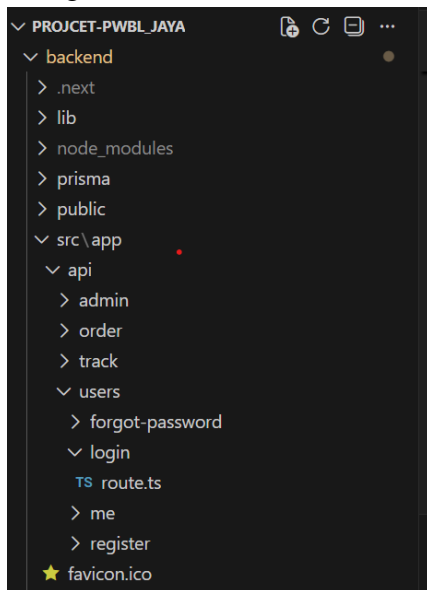 PROJCET-PWBL_JAYA
backend
.next
lib
node_modules
prisma
public
src\app
api
admin
order
track
users
forgot-password
login
TS route.ts
me
register
favicon.ico